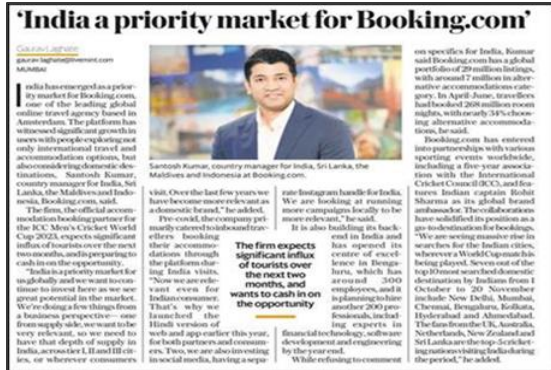 ‘India a priority market for Booking.com’
Gaurav Laghate
gaurav.laghate@livemint.com
MUMBAI
India has emerged as a prior-
ity market for Booking.com,
one of the leading global
online travel agency based in
Amsterdam. The platform has
witnessed significant growth in
users with people exploring not
only international travel and
accommodation options, but
also considering domestic des-
tinations, Santosh Kumar,
country manager for India, Sri
Lanka, the Maldives and Indo-
nesia, Booking.com, said.
The firm, the official accom-
modation booking partner for
the ICC Men's Cricket World
Cup 2023, expects significant
influx of tourists over the next
two months, and is preparing to
cash in on the opportunity.
"India is a priority market for
us globally and we want to con-
tinue to invest here as we see
great potential in the market.
We're doing a few things from
a business perspective— one
from supply side, we want to be
very relevant, so we need to
have that depth of supply in
India, across tier I, II and III cit-
ies, or wherever consumers
Santosh Kumar, country manager for India, Sri Lanka, the
Maldives and Indonesia at Booking.com.
visit. Over the last few years we
have become more relevant as
a domestic brand," he added.
Pre-covid, the company pri-
marily catered to inbound trav-
ellers booking
their accommo-
dations through
the platform dur-
ing India visits.
"Now we are rele-
vant even for
Indian consumer.
That's why we
launched the
Hindi version of
web and app earlier this year,
for both partners and consum-
ers. Two, we are also investing
in social media, having a sepa-
The firm expects
significant influx
of tourists over
the next two
months, and
wants to cash in on
the opportunity
rate Instagram handle for India.
We are looking at running
more campaigns locally to be
more relevant," he said.
It is also building its back-
end in India and
has opened its
centre of excel-
lence in Benga-
luru, which has
around 300
employees, and it
is planning to hire
another 200 pro-
fessionals, includ-
ing experts in
financial technology, software
development and engineering
by the year end.
While refusing to comment
on specifics for India, Kumar
said Booking.com has a global
portfolio of 29 million listings,
with around 7 million in alter-
native accommodations cate-
gory. In April-June, travellers
had booked 268 million room
nights, with nearly 34% choos-
ing alternative accommoda-
tions, he said.
Booking.com has entered
into partnerships with various
sporting events worldwide,
including a five-year associa-
tion with the International
Cricket Council (ICC), and fea-
tures Indian captain Rohit
Sharma as its global brand
ambassador. The collaborations
have solidified its position as a
go-to destination for bookings.
"We are seeing massive rise in
searches for the Indian cities,
wherever a World Cup match is
being played. Seven out of the
top 10 most searched domestic
destination by Indians from 1
October to 20 November
include New Delhi, Mumbai,
Chennai, Bengaluru, Kolkata,
Hyderabad and Ahmedabad.
The fans from the UK, Australia,
Netherlands, New Zealand and
Sri Lanka are the top-5 cricket-
ing nations visiting India during
the period," he added.